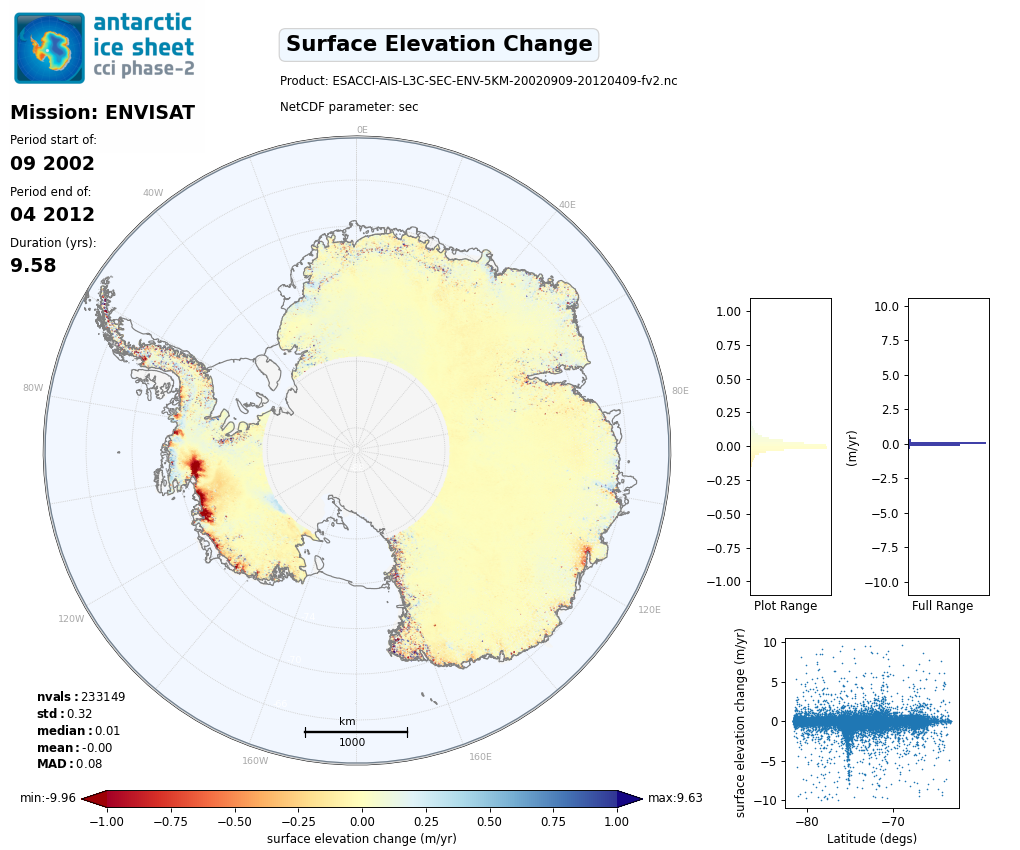 antarctic
ice sheet
cci phase-2
Surface Elevation Change
Product: ESACCI-AIS-L3C-SEC-ENV-5KM-20020909-20120409-fv2.nc
NetCDF parameter: sec
Mission: ENVISAT
Period start of:
09 2002
Period end of:
04 2012
Duration (yrs):
9.58
0E
40W
40E
80W
80E
120W
120E
160W
160E
-70
km
1000
nvals: 233149
std: 0.32
median: 0.01
mean: -0.00
MAD: 0.08
min:-9.96
max:9.63
−1.00 −0.75 −0.50 −0.25 0.00 0.25 0.50 0.75 1.00
surface elevation change (m/yr)
1.00
0.75
0.50
0.25
0.00
−0.25
−0.50
−0.75
−1.00
Plot Range
(m/yr)
10.0
7.5
5.0
2.5
0.0
−2.5
−5.0
−7.5
−10.0
Full Range
surface elevation change (m/yr)
10
5
0
−5
−10
−80 −70
Latitude (degs)